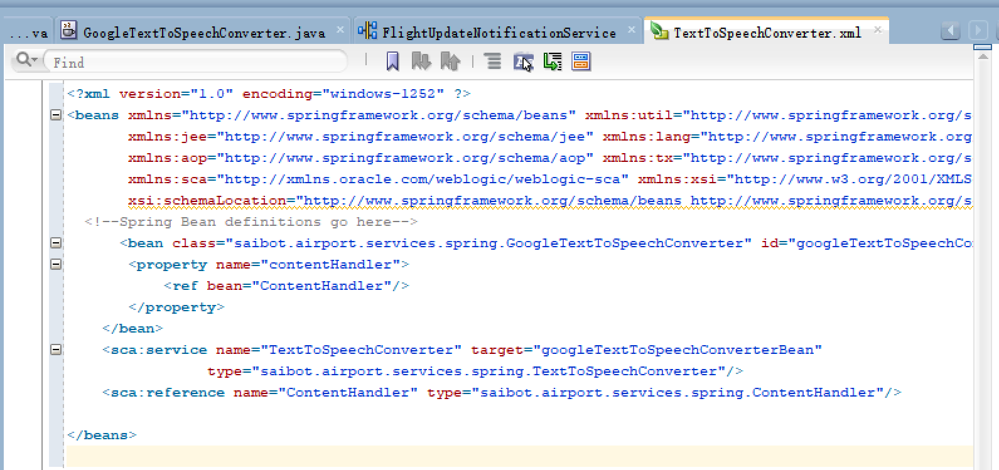 ...va GoogleTextToSpeechConverter.java FlightUpdateNotificationService TextToSpeechConverter.xml
Find
<?xml version="1.0" encoding="windows-1252" ?>
<beans xmlns="http://www.springframework.org/schema/beans" xmlns:util="http://www.springframework.org/s
xmlns:jee="http://www.springframework.org/schema/jee" xmlns:lang="http://www.springframework.org
xmlns:aop="http://www.springframework.org/schema/aop" xmlns:tx="http://www.springframework.org/s
xmlns:sca="http://xmlns.oracle.com/weblogic/weblogic-sca" xmlns:xsi="http://www.w3.org/2001/XMLS
xsi:schemaLocation="http://www.springframework.org/schema/beans http://www.springframework.org/s
<!--Spring Bean definitions go here-->
<bean class="saibot.airport.services.spring.GoogleTextToSpeechConverter" id="googleTextToSpeechCo
<property name="contentHandler">
<ref bean="ContentHandler"/>
</property>
</bean>
<sca:service name="TextToSpeechConverter" target="googleTextToSpeechConverterBean"
type="saibot.airport.services.spring.TextToSpeechConverter"/>
<sca:reference name="ContentHandler" type="saibot.airport.services.spring.ContentHandler"/>
</beans>